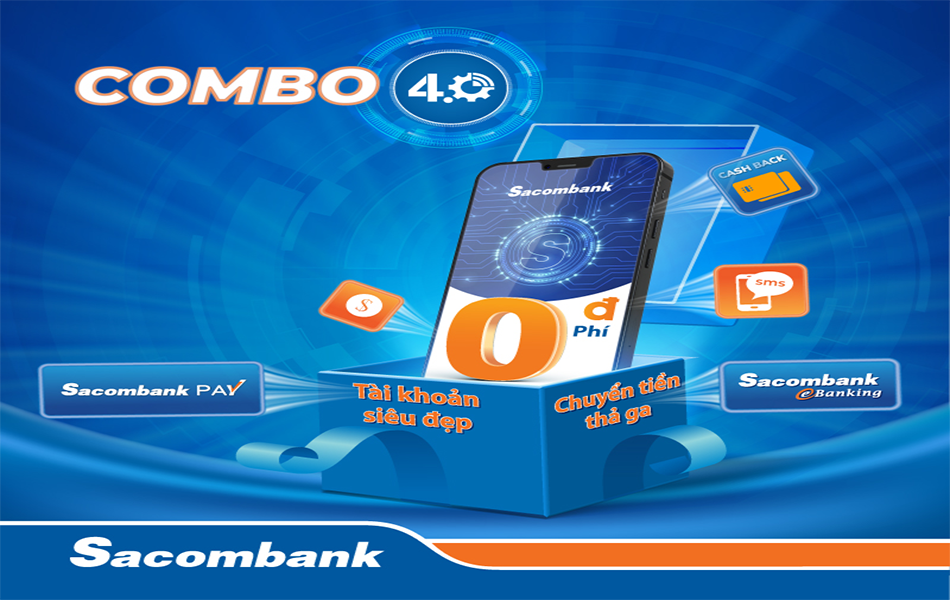 COMBO 4.0
CASH BACK
Sacombank
sms
$
0đ
Phí
Sacombank PAY
Tài khoản
siêu đẹp
Chuyển tiền
thả ga
Sacombank
eBanking
Sacombank